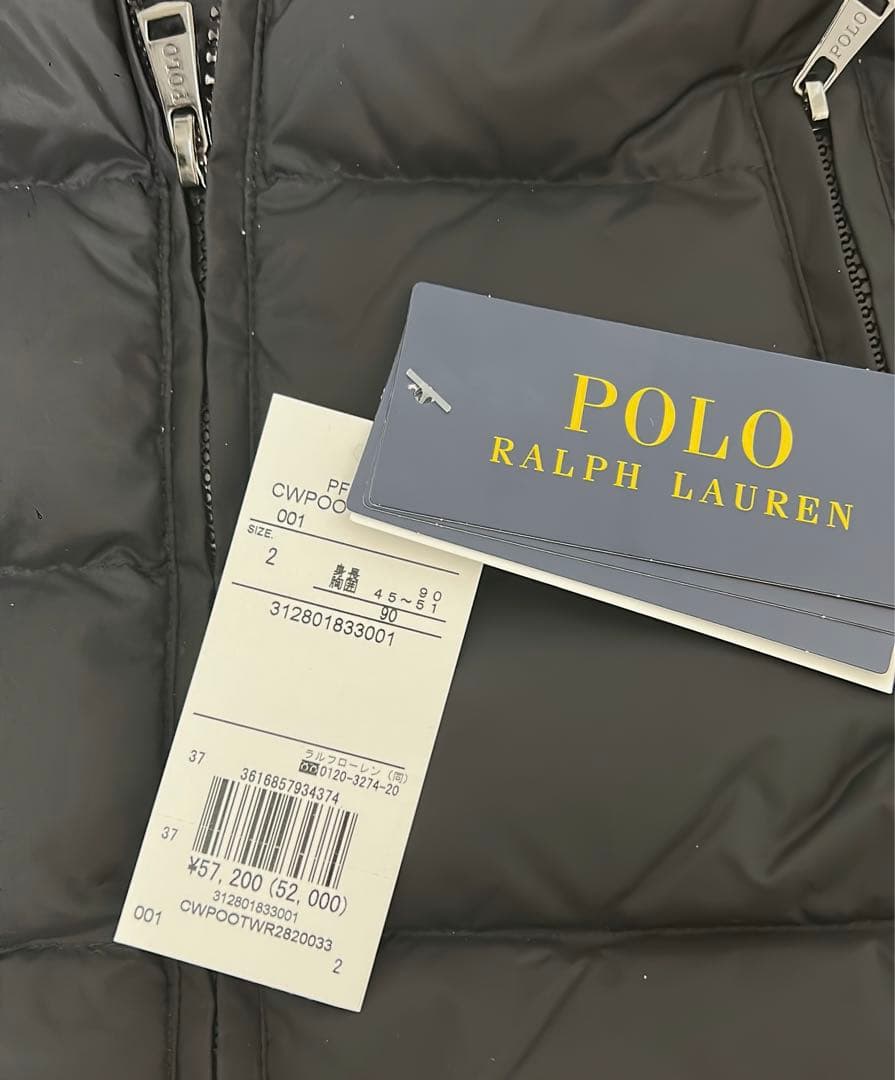 POLO
POLO
POLO
RALPH LAUREN
PF
CWPOO
001
SIZE.
2
身長 90
胸囲 45～51
90
312801833001
ラルフローレン(同)
0120-3274-20
37
3616857934374
37
¥57,200(52,000)
312801833001
CWPOOTWR2820033
001
2